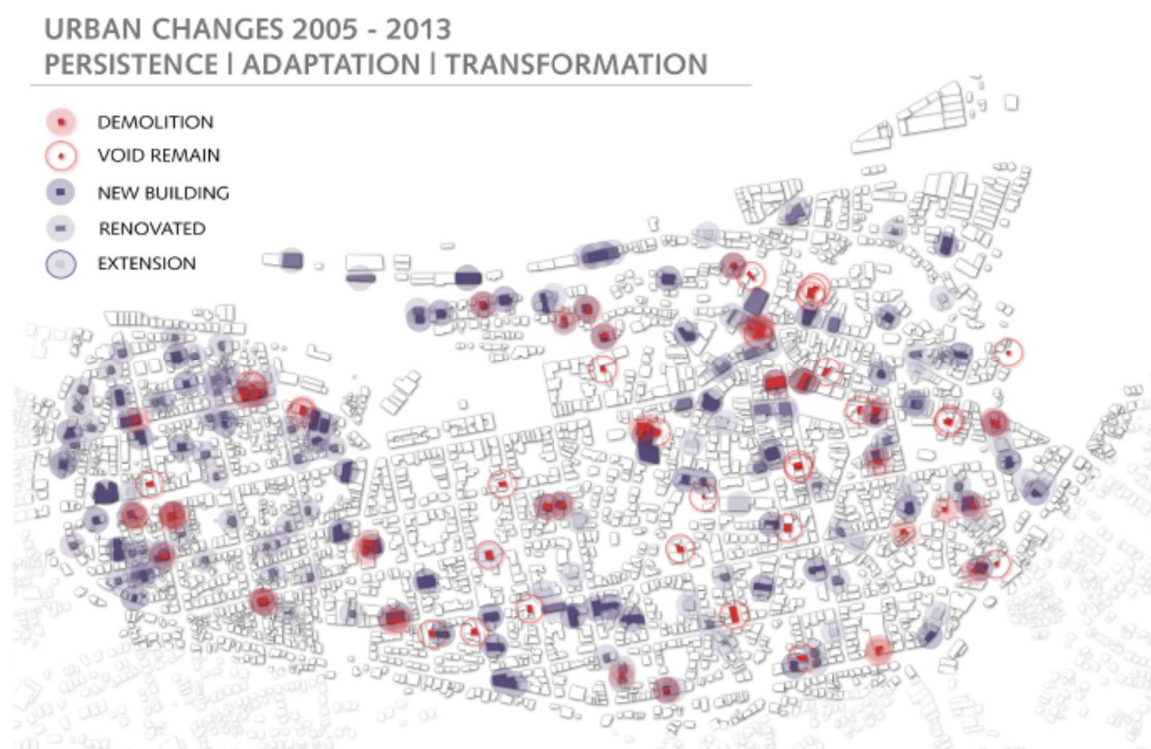 URBAN CHANGES 2005 - 2013
PERSISTENCE | ADAPTATION | TRANSFORMATION
DEMOLITION
VOID REMAIN
NEW BUILDING
RENOVATED
EXTENSION